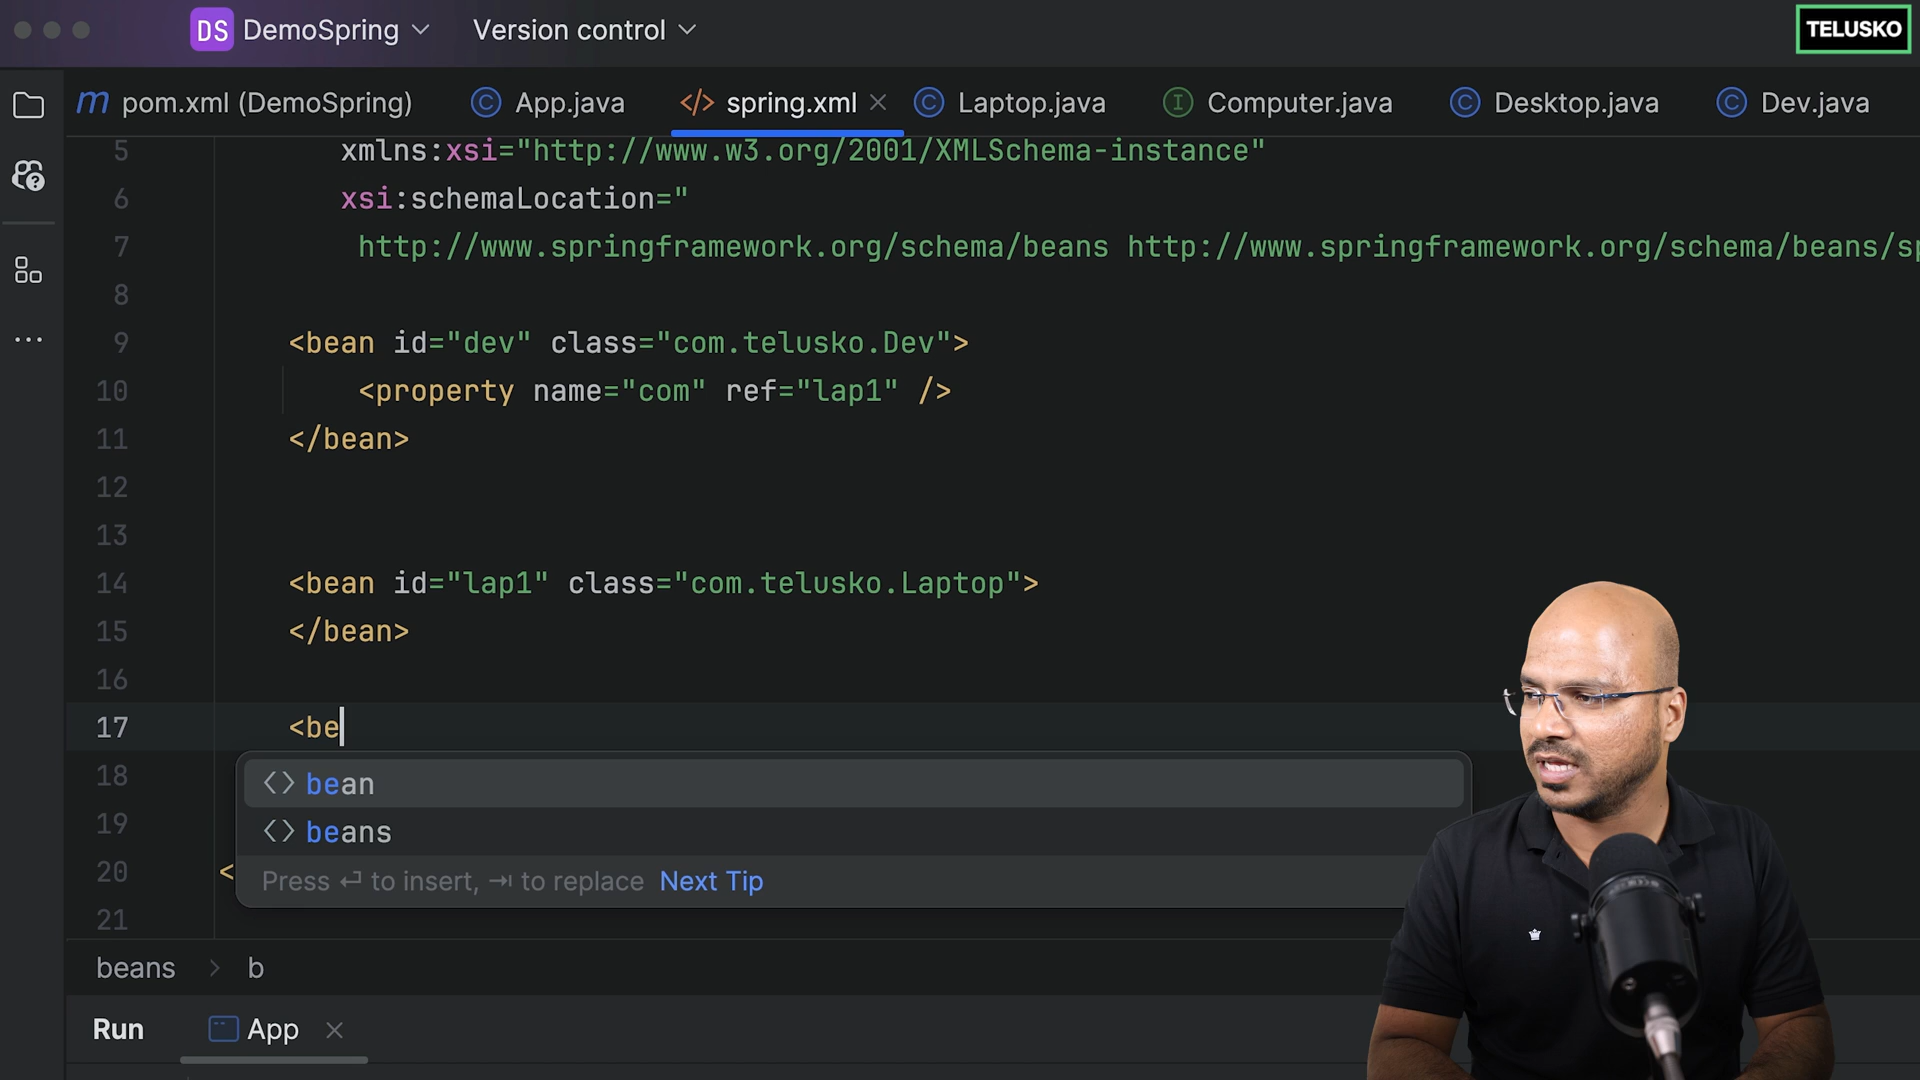 DS DemoSpring Version control
TELUSKO
pom.xml (DemoSpring) App.java spring.xml Laptop.java Computer.java Desktop.java Dev.java
5 xmlns:xsi="http://www.w3.org/2001/XMLSchema-instance"
6 xsi:schemaLocation="
7 http://www.springframework.org/schema/beans http://www.springframework.org/schema/beans/sp
8
9 <bean id="dev" class="com.telusko.Dev">
10 <property name="com" ref="lap1" />
11 </bean>
12
13
14 <bean id="lap1" class="com.telusko.Laptop">
15 </bean>
16
17 <be
18 <> bean
19 <> beans
20 <
Press ⏎ to insert, ⇥ to replace Next Tip
21
beans > b
Run App